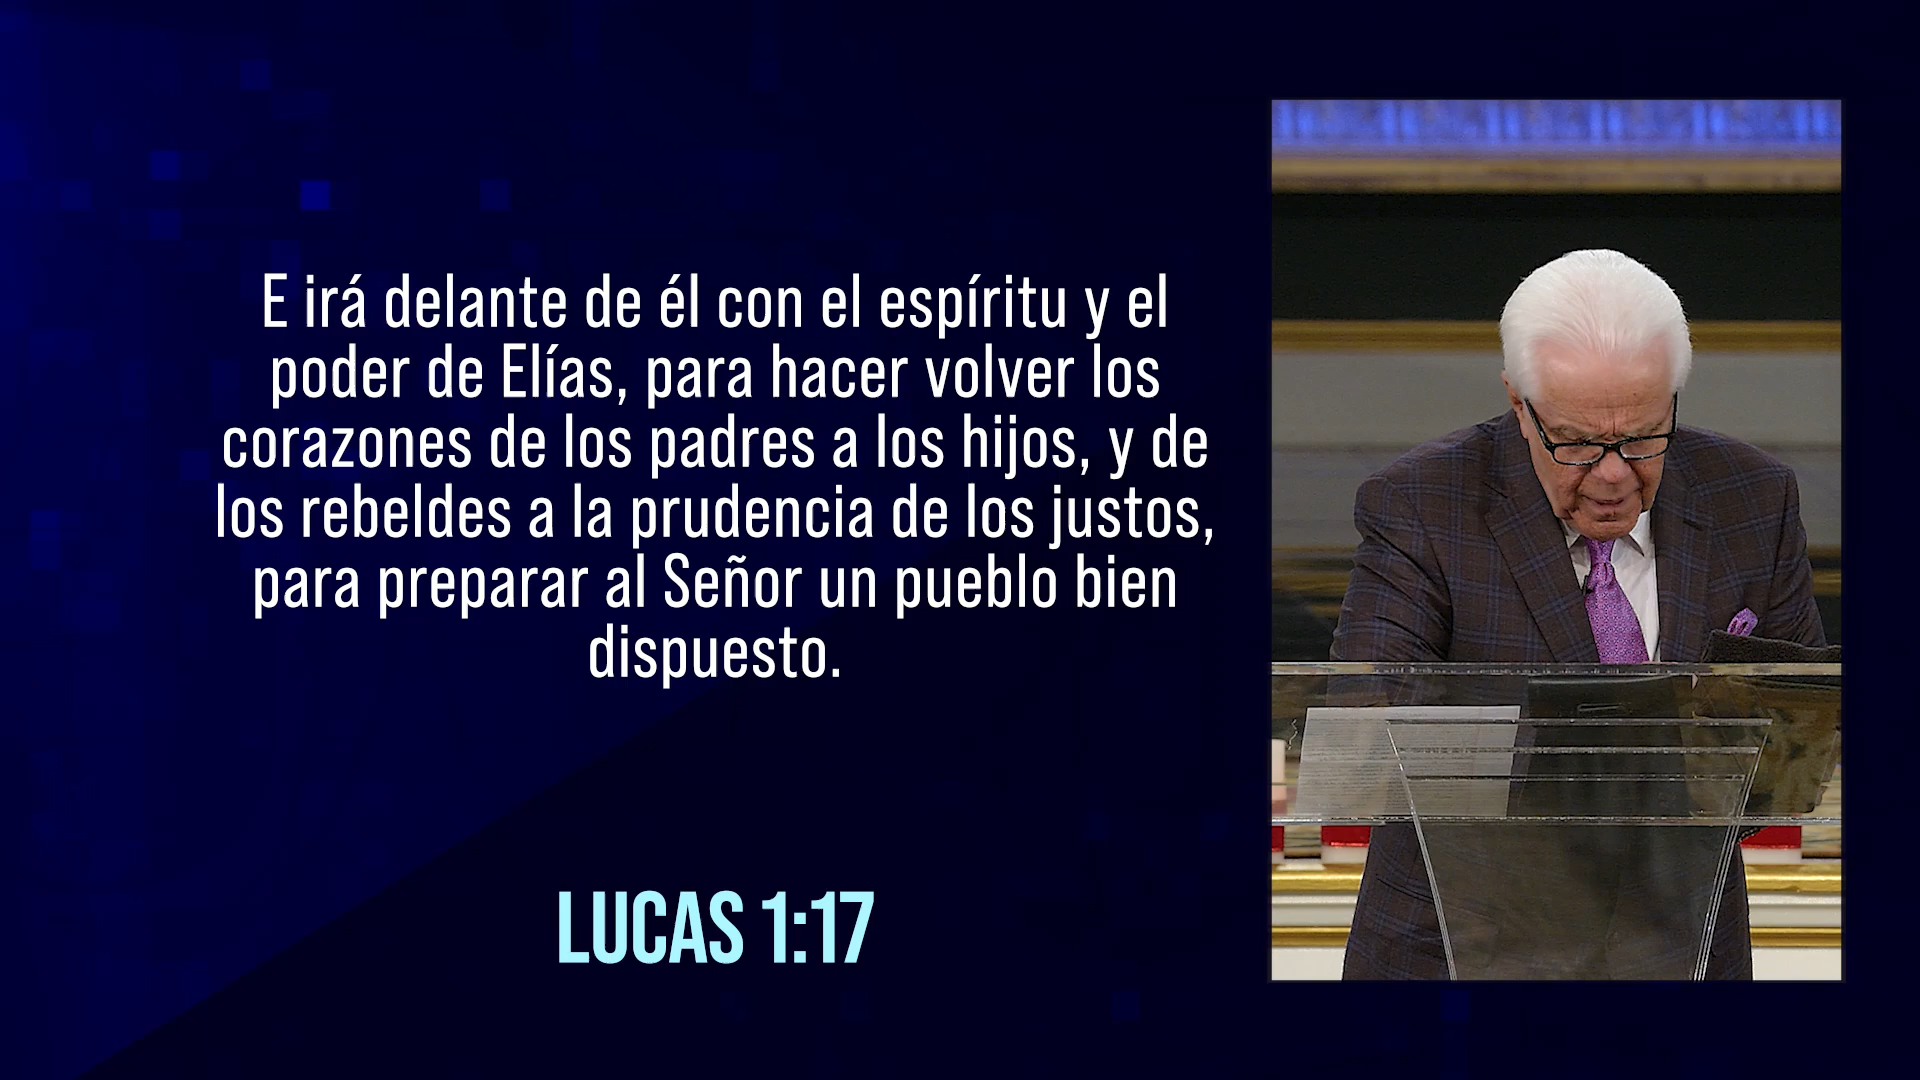 E irá delante de él con el espíritu y el
poder de Elías, para hacer volver los
corazones de los padres a los hijos, y de
los rebeldes a la prudencia de los justos,
para preparar al Señor un pueblo bien
dispuesto.
LUCAS 1:17